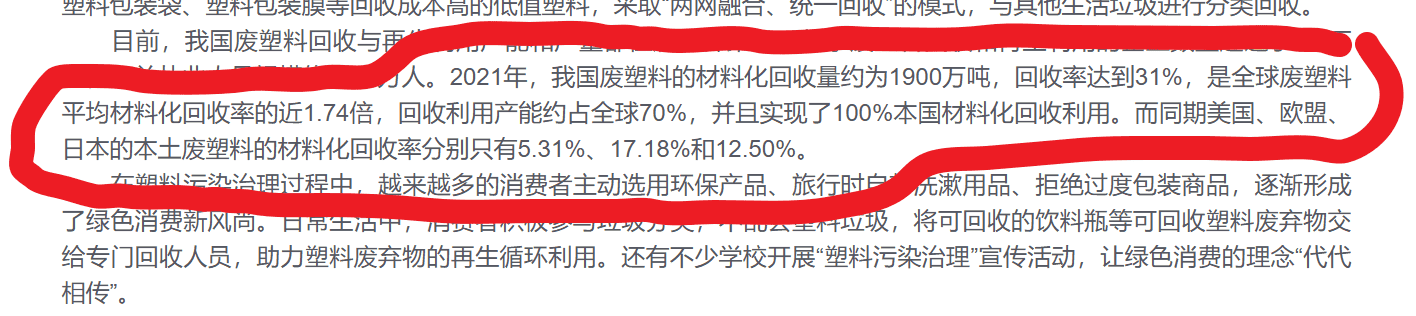 塑料包装袋、塑料包装膜等回收成本高的低值塑料，采取“两网融合、统一回收”的模式，与其他生活垃圾进行分类回收。
目前，我国废塑料回收与再生
万人。2021年，我国废塑料的材料化回收量约为1900万吨，回收率达到31%，是全球废塑料
平均材料化回收率的近1.74倍，回收利用产能约占全球70%，并且实现了100%本国材料化回收利用。而同期美国、欧盟、
日本的本土废塑料的材料化回收率分别只有5.31%、17.18%和12.50%。
在塑料污染治理过程中，越来越多的消费者主动选用环保产品、旅行时自 洗漱用品、拒绝过度包装商品，逐渐形成
了绿色消费新风尚。日常生活中，消费者积极参与垃圾分类，不乱丢塑料垃圾，将可回收的饮料瓶等可回收塑料废弃物交
给专门回收人员，助力塑料废弃物的再生循环利用。还有不少学校开展“塑料污染治理”宣传活动，让绿色消费的理念“代代
相传”。